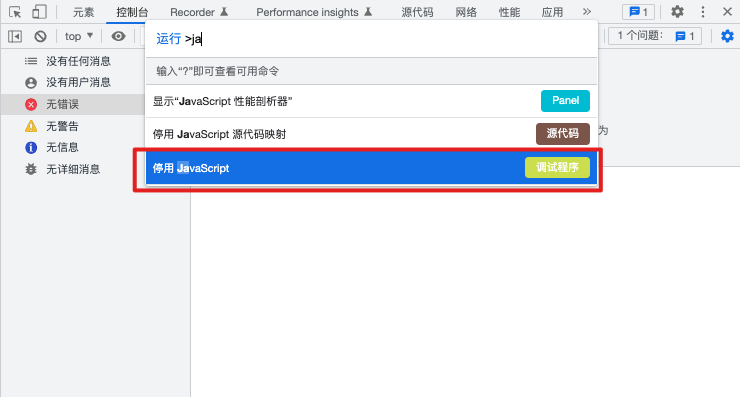 元素 控制台 Recorder Performance insights 源代码 网络 性能 应用 » 1
top ▼ 1 个问题: 1
运行 >ja
输入“?”即可查看可用命令
显示“JavaScript 性能剖析器” Panel
停用 JavaScript 源代码映射 源代码
停用 JavaScript 调试程序
没有任何消息
没有用户消息
无错误
无警告
无信息
无详细消息
为